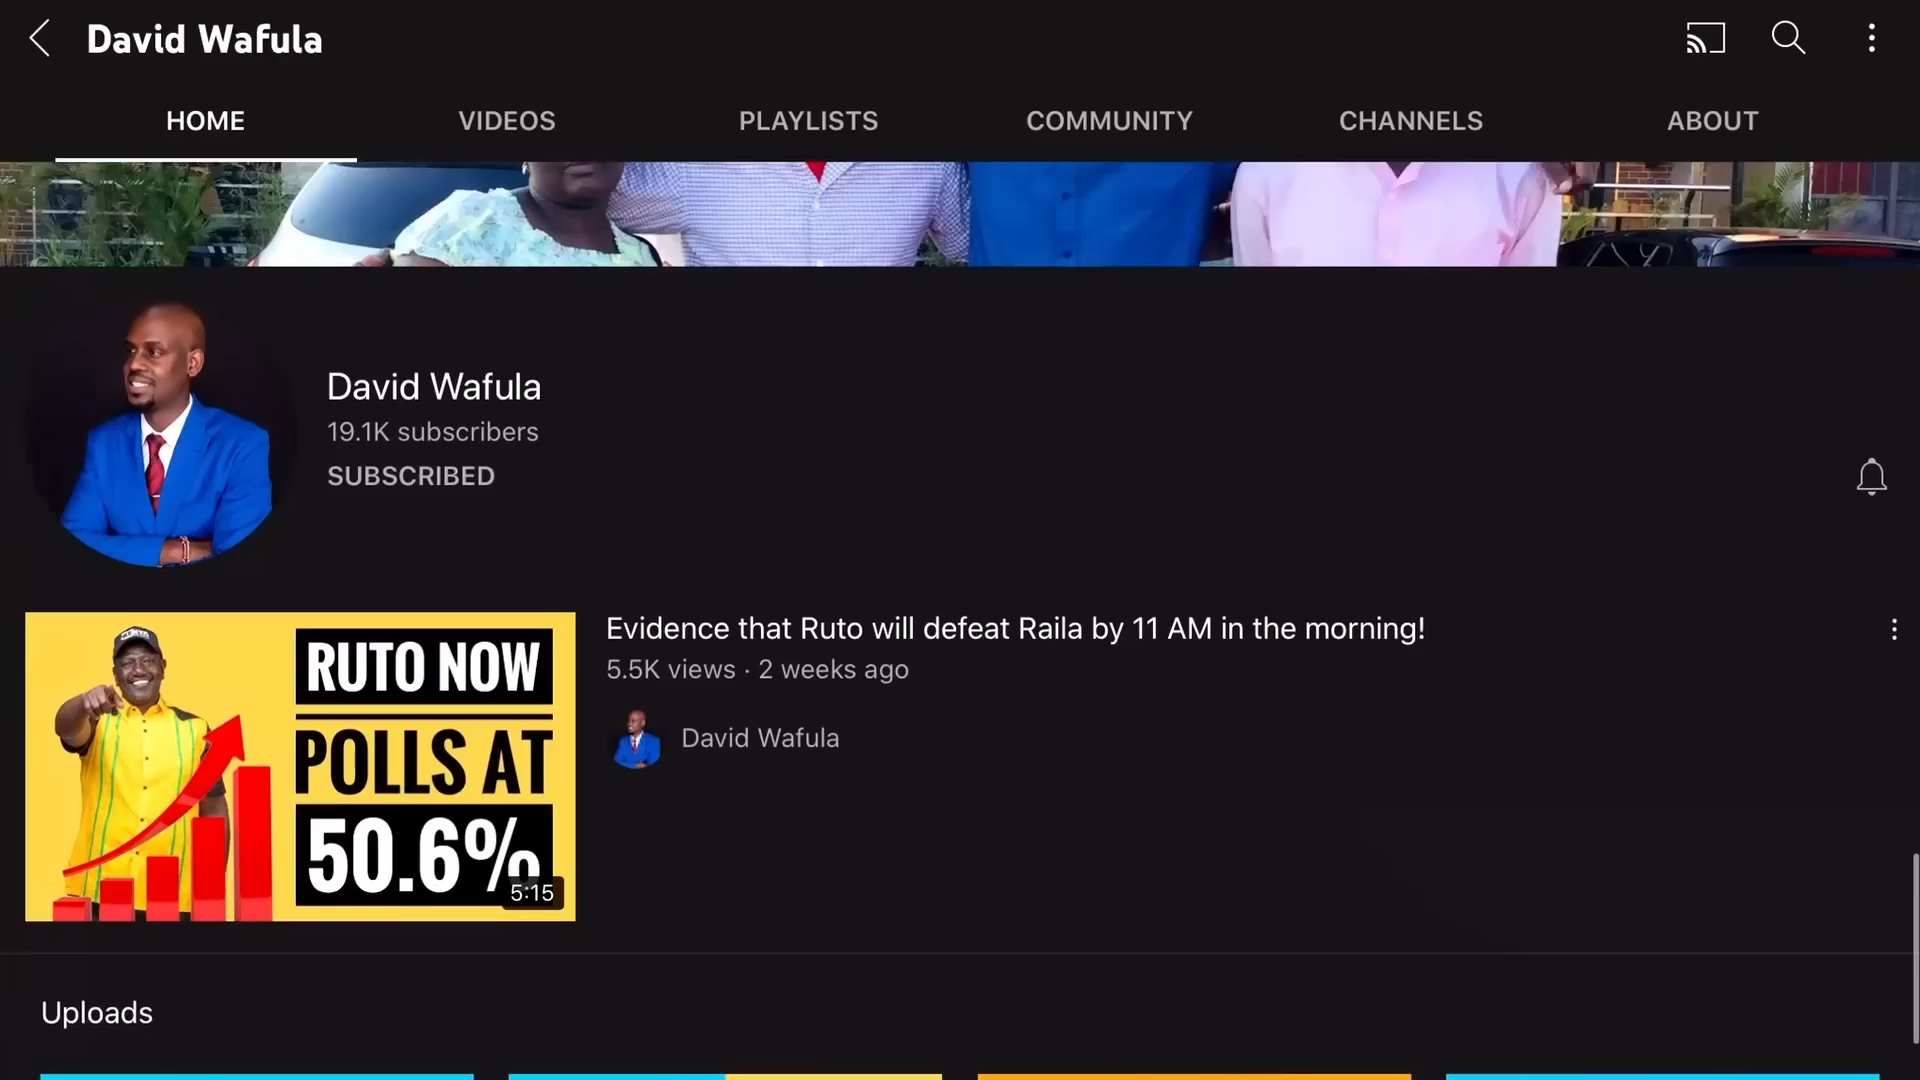 David Wafula
HOME
VIDEOS
PLAYLISTS
COMMUNITY
CHANNELS
ABOUT
David Wafula
19.1K subscribers
SUBSCRIBED
RUTO NOW
POLLS AT
50.6%
5:15
Evidence that Ruto will defeat Raila by 11 AM in the morning!
5.5K views · 2 weeks ago
David Wafula
Uploads